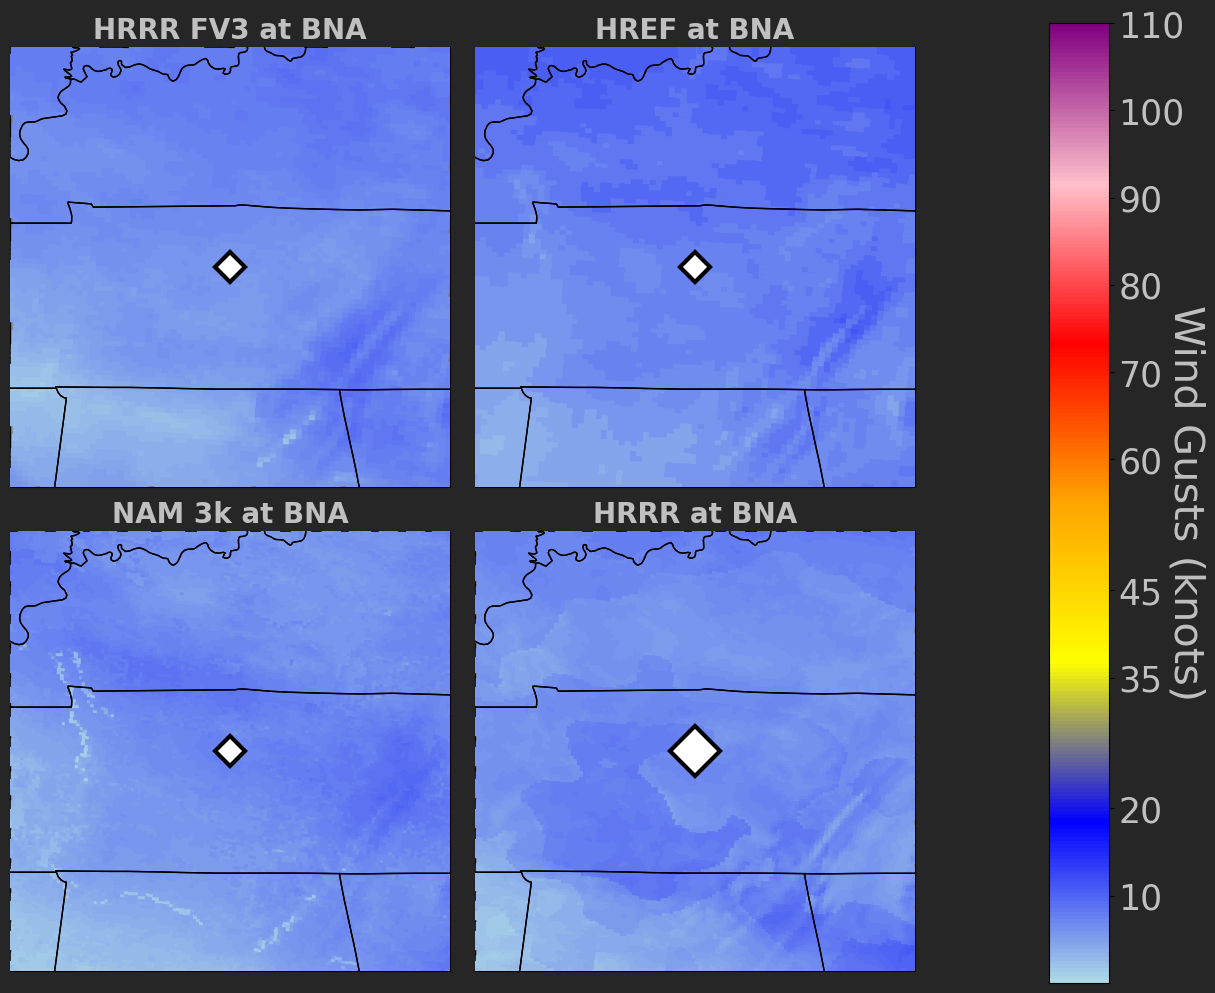 HRRR FV3 at BNA
HREF at BNA
NAM 3k at BNA
HRRR at BNA
110
100
90
80
70
60
45
35
20
10
Wind Gusts (knots)